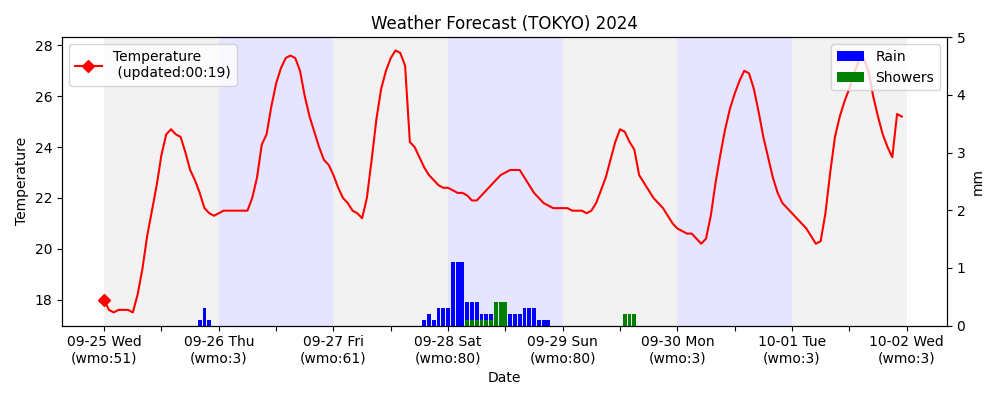 Weather Forecast (TOKYO) 2024
Temperature
(updated:00:19)
Rain
Showers
28
26
24
22
20
18
Temperature
5
4
3
2
1
0
mm
09-25 Wed
(wmo:51)
09-26 Thu
(wmo:3)
09-27 Fri
(wmo:61)
09-28 Sat
(wmo:80)
09-29 Sun
(wmo:80)
09-30 Mon
(wmo:3)
10-01 Tue
(wmo:3)
10-02 Wed
(wmo:3)
Date